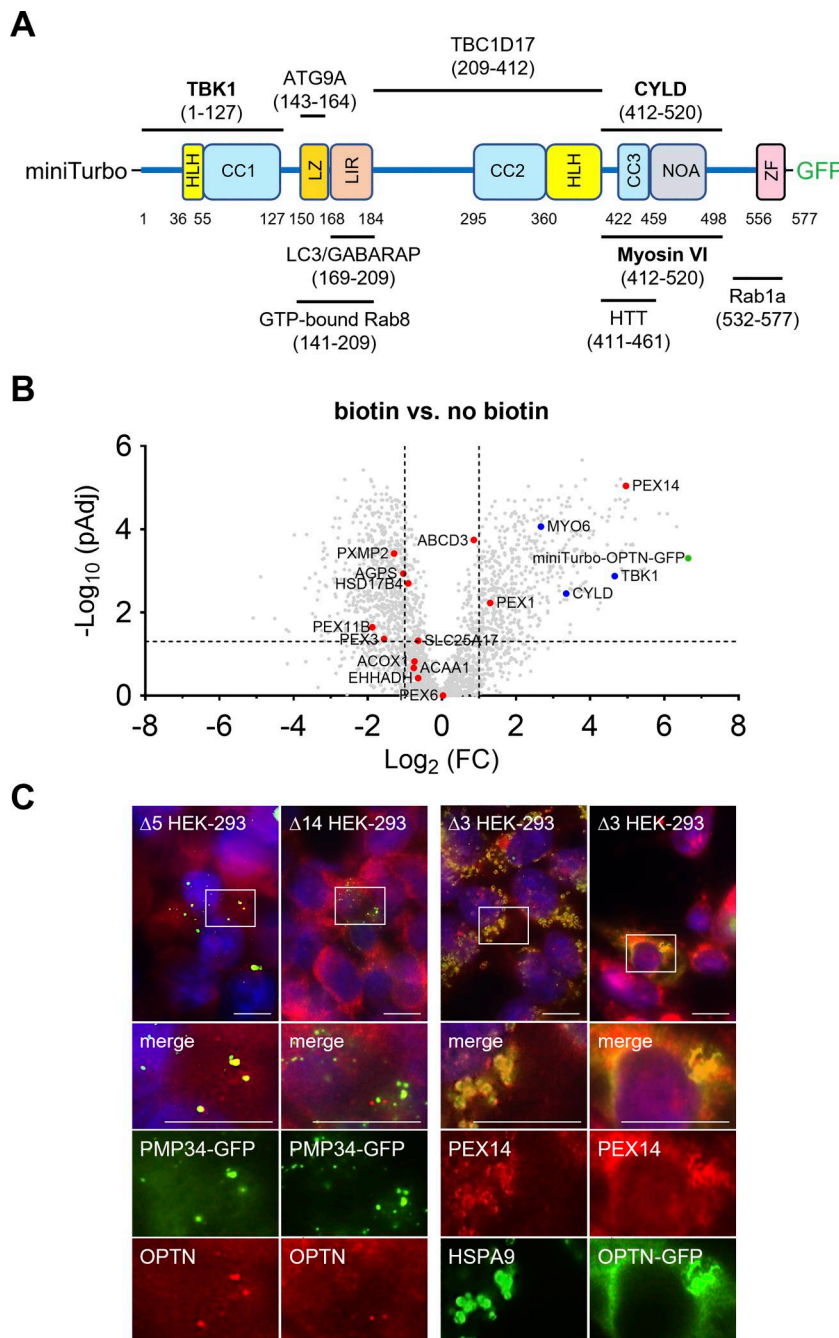 A
TBC1D17
(209-412)
ATG9A
(143-164)
TBK1
(1-127)
CYLD
(412-520)
miniTurbo
HLH
CC1
LZ
LIR
CC2
HLH
CC3
NOA
ZF
GFP
1 36 55 127 150 168 184 295 360 422 459 498 556 577
LC3/GABARAP
(169-209)
Myosin VI
(412-520)
GTP-bound Rab8
(141-209)
HTT
(411-461)
Rab1a
(532-577)
B
biotin vs. no biotin
-Log10 (pAdj)
6
4
2
0
PEX14
MYO6
ABCD3
PXMP2
miniTurbo-OPTN-GFP
AGPS
TBK1
HSD17B4
CYLD
PEX1
PEX11B
PEX3
SLC25A17
ACOX1
ACAA1
EHHADH
PEX6
-8 -6 -4 -2 0 2 4 6 8
Log2 (FC)
C
Δ5 HEK-293 Δ14 HEK-293 Δ3 HEK-293 Δ3 HEK-293
merge merge merge merge
PMP34-GFP PMP34-GFP PEX14 PEX14
OPTN OPTN HSPA9 OPTN-GFP